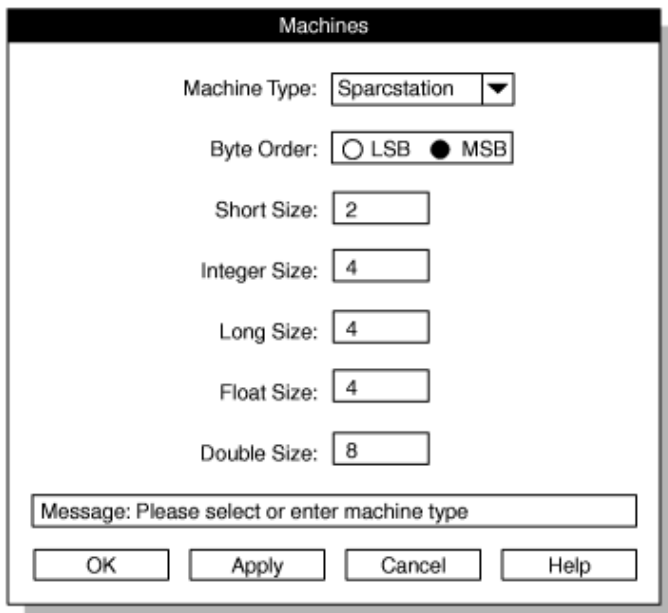 Machines
Machine Type: Sparcstation
Byte Order: LSB MSB
Short Size: 2
Integer Size: 4
Long Size: 4
Float Size: 4
Double Size: 8
Message: Please select or enter machine type
OK Apply Cancel Help